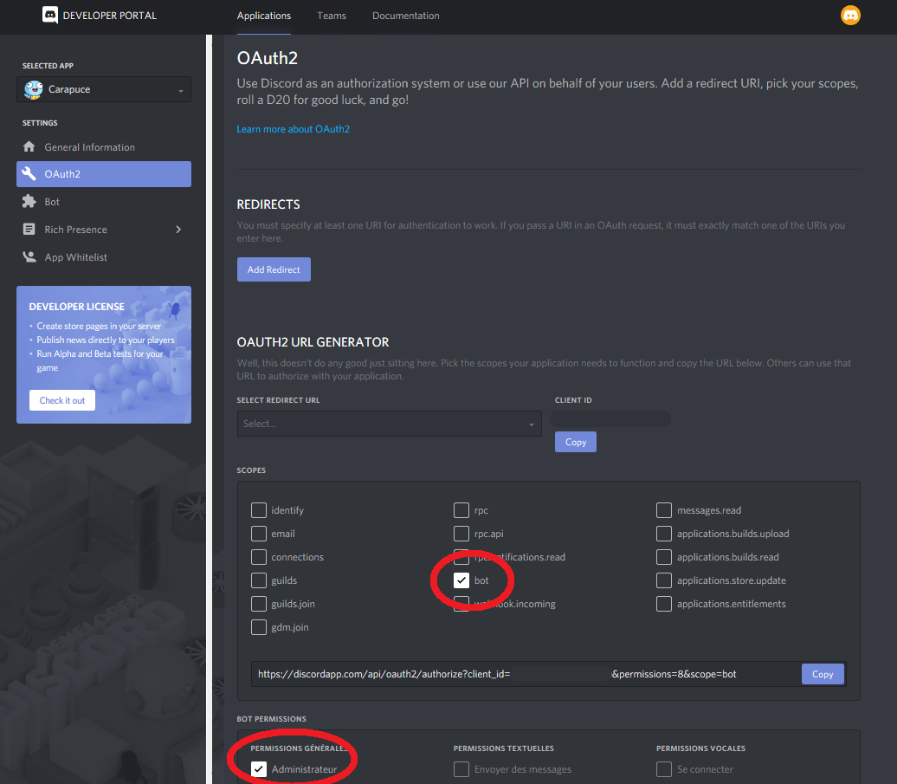 DEVELOPER PORTAL
Applications
Teams
Documentation
SELECTED APP
Carapuce
SETTINGS
General Information
OAuth2
Bot
Rich Presence
App Whitelist
DEVELOPER LICENSE
• Create store pages in your server
• Publish news directly to your players
• Run Alpha and Beta tests for your
game
Check it out
OAuth2
Use Discord as an authorization system or use our API on behalf of your users. Add a redirect URI, pick your scopes,
roll a D20 for good luck, and go!
Learn more about OAuth2
REDIRECTS
You must specify at least one URI for authentication to work. If you pass a URI in an OAuth request, it must exactly match one of the URIs you
enter here.
Add Redirect
OAUTH2 URL GENERATOR
Well, this doesn't do any good just sitting here. Pick the scopes your application needs to function and copy the URL below. Others can use that
URL to authorize with your application.
SELECT REDIRECT URL
CLIENT ID
Select...
Copy
SCOPES
identify
rpc
messages.read
email
rpc.api
applications.builds.upload
connections
rpc.notifications.read
applications.builds.read
guilds
bot
applications.store.update
guilds.join
webhook.incoming
applications.entitlements
gdm.join
https://discordapp.com/api/oauth2/authorize?client_id= &permissions=8&scope=bot
Copy
BOT PERMISSIONS
PERMISSIONS GÉNÉRALES
PERMISSIONS TEXTUELLES
PERMISSIONS VOCALES
Administrateur
Envoyer des messages
Se connecter
DEVELOPER
DISCORD